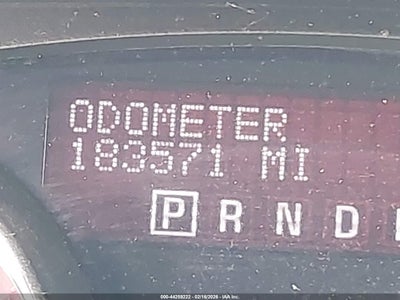 ODOMETER
183571 MI
P R N D
000-44259222 - 02/18/2026 - IAA Inc.